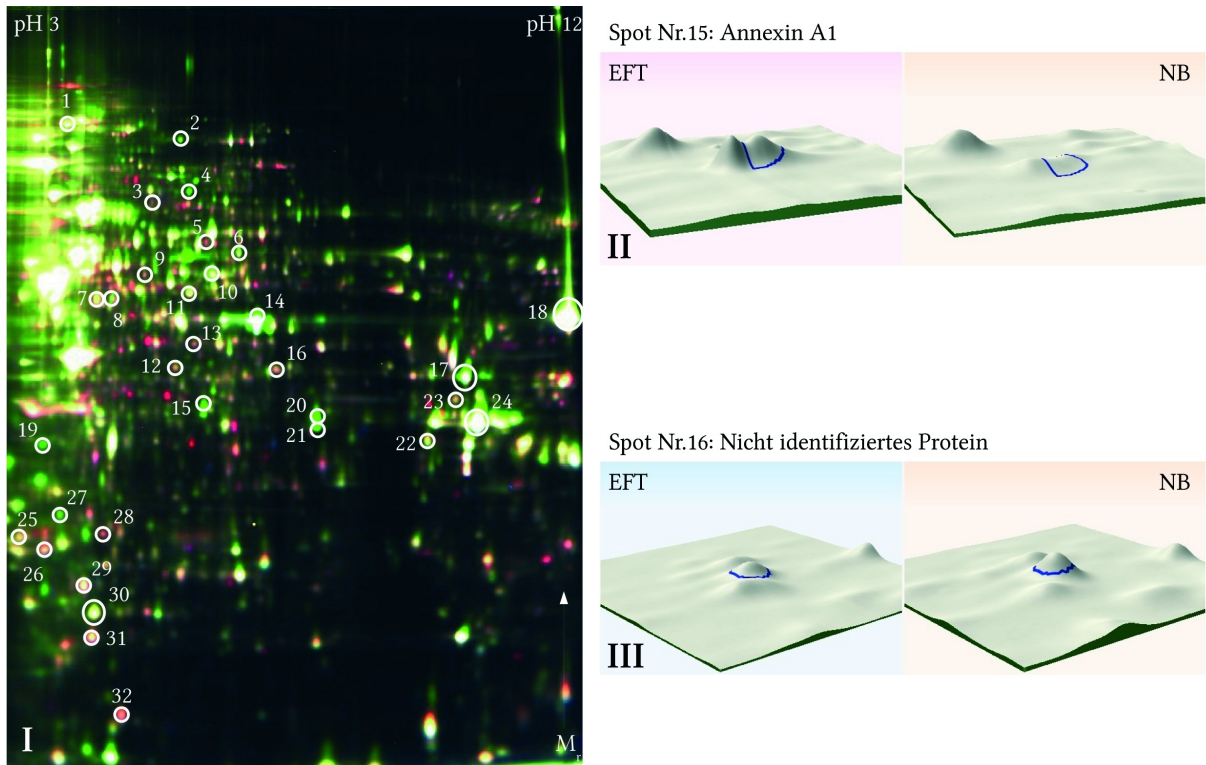 pH 3
pH 12
1
2
3
4
5
6
9
7
8
11
10
14
18
13
12
16
17
15
23
24
20
21
22
19
27
25
28
26
29
30
31
32
I
M
r
Spot Nr.15: Annexin A1
EFT
NB
II
Spot Nr.16: Nicht identifiziertes Protein
EFT
NB
III